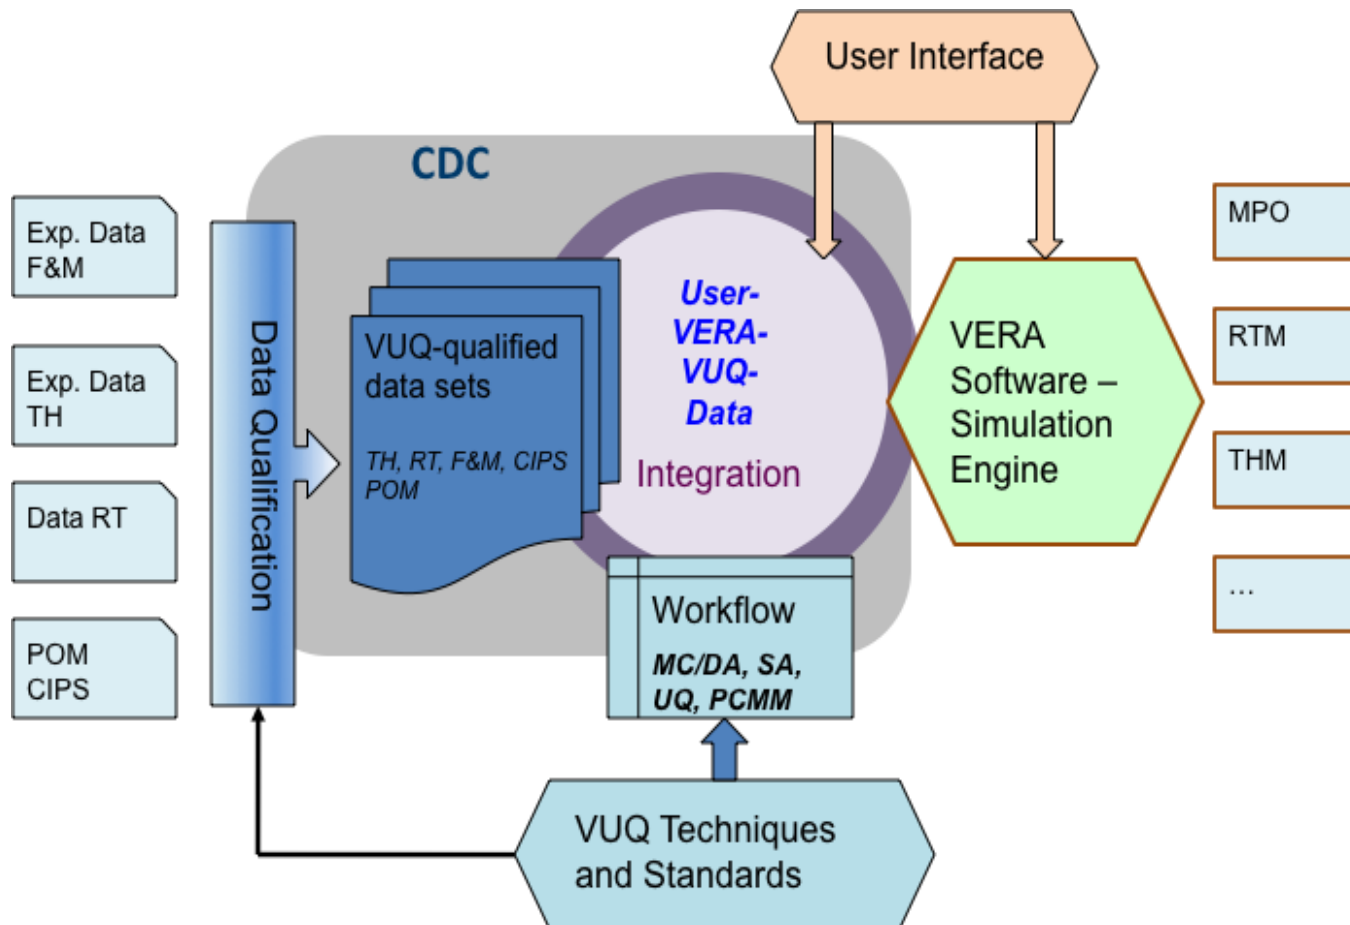 User Interface
CDC
Exp. Data
F&M
Exp. Data
TH
Data RT
POM
CIPS
Data Qualification
VUQ-qualified
data sets
TH, RT, F&M, CIPS
POM
User-
VERA-
VUQ-
Data
Integration
VERA
Software –
Simulation
Engine
MPO
RTM
THM
…
Workflow
MC/DA, SA,
UQ, PCMM
VUQ Techniques
and Standards